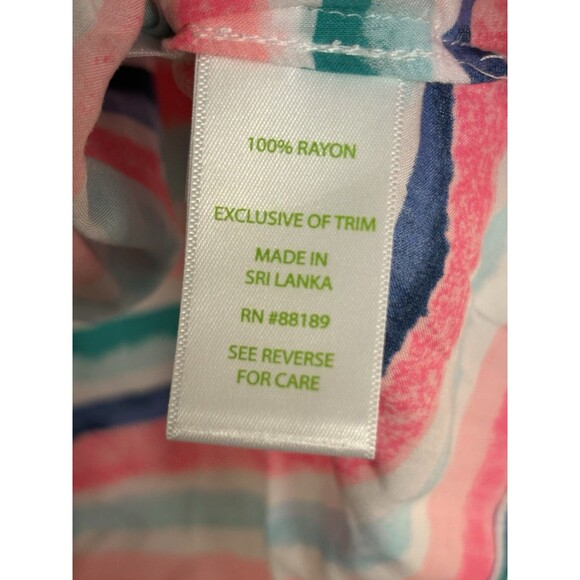 100% RAYON
EXCLUSIVE OF TRIM
MADE IN
SRI LANKA
RN #88189
SEE REVERSE
FOR CARE